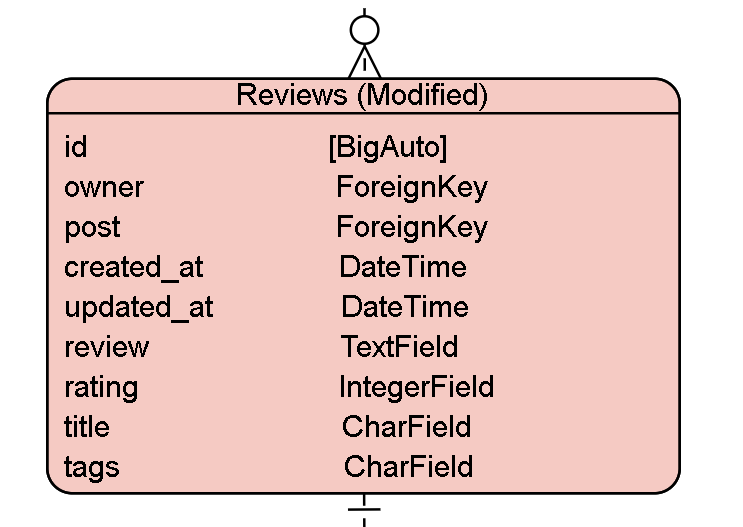 Reviews (Modified)
id [BigAuto]
owner ForeignKey
post ForeignKey
created_at DateTime
updated_at DateTime
review TextField
rating IntegerField
title CharField
tags CharField